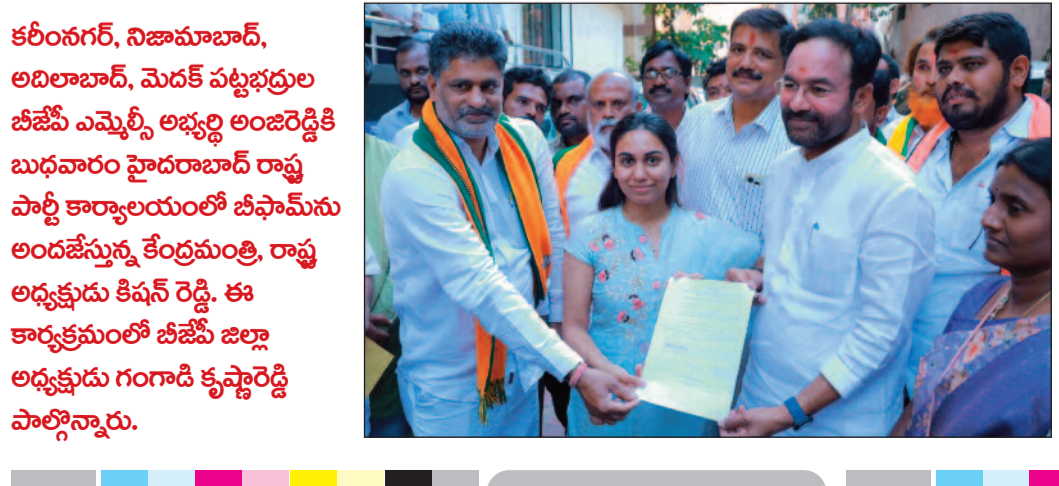 కరీంనగర్, నిజామాబాద్,
అదిలాబాద్, మెదక్ పట్టభద్రుల
బీజేపీ ఎమ్మెల్సీ అభ్యర్థి అంజిరెడ్డికి
బుధవారం హైదరాబాద్ రాష్ట్ర
పార్టీ కార్యాలయంలో బీఫామ్‌ను
అందజేస్తున్న కేంద్రమంత్రి, రాష్ట్ర
అధ్యక్షుడు కిషన్ రెడ్డి. ఈ
కార్యక్రమంలో బీజేపీ జిల్లా
అధ్యక్షుడు గంగాడి కృష్ణారెడ్డి
పాల్గొన్నారు.